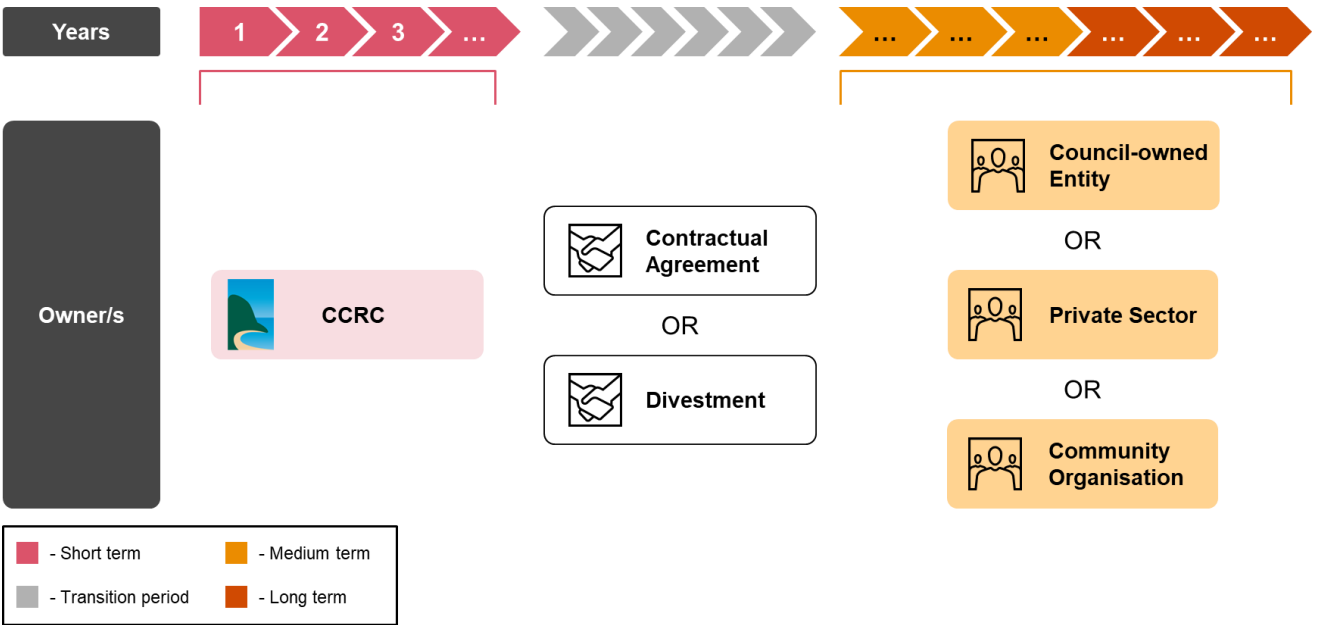 Years
1
2
3
...
...
...
...
...
...
...
Owner/s
CCRC
Contractual
Agreement
OR
Divestment
Council-owned
Entity
OR
Private Sector
OR
Community
Organisation
- Short term
- Medium term
- Transition period
- Long term